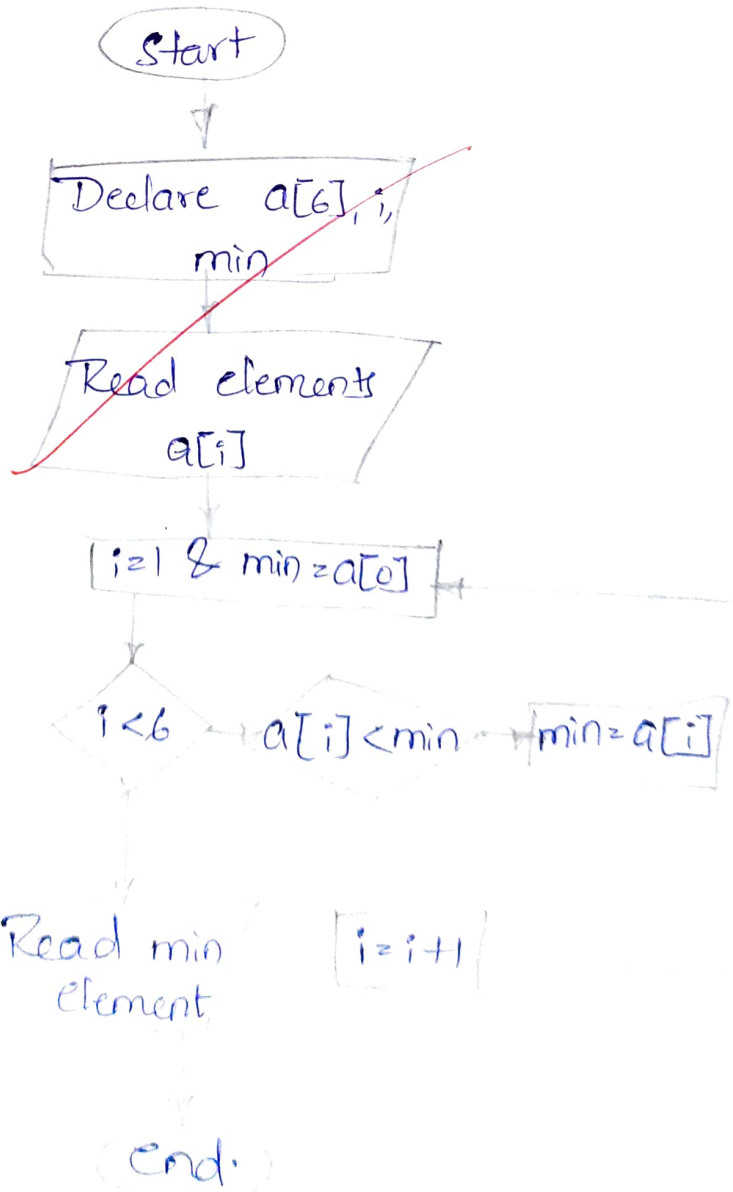 Start
Declare a[6], i,
min
Read elements
a[i]
i=1 & min=a[0]
i<6
a[i]<min
min=a[i]
Read min
element
i=i+1
end.